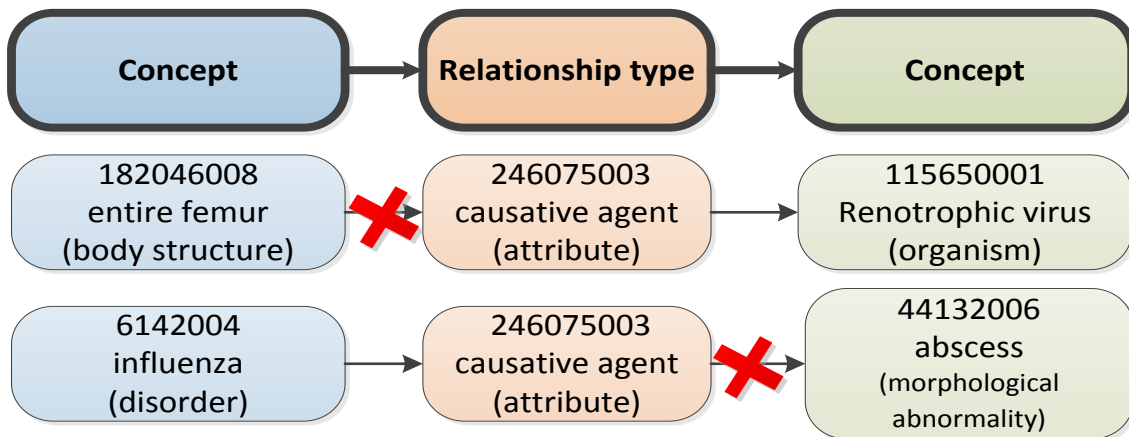 Concept
Relationship type
Concept
182046008
entire femur
(body structure)
246075003
causative agent
(attribute)
115650001
Renotrophic virus
(organism)
6142004
influenza
(disorder)
246075003
causative agent
(attribute)
44132006
abscess
(morphological
abnormality)